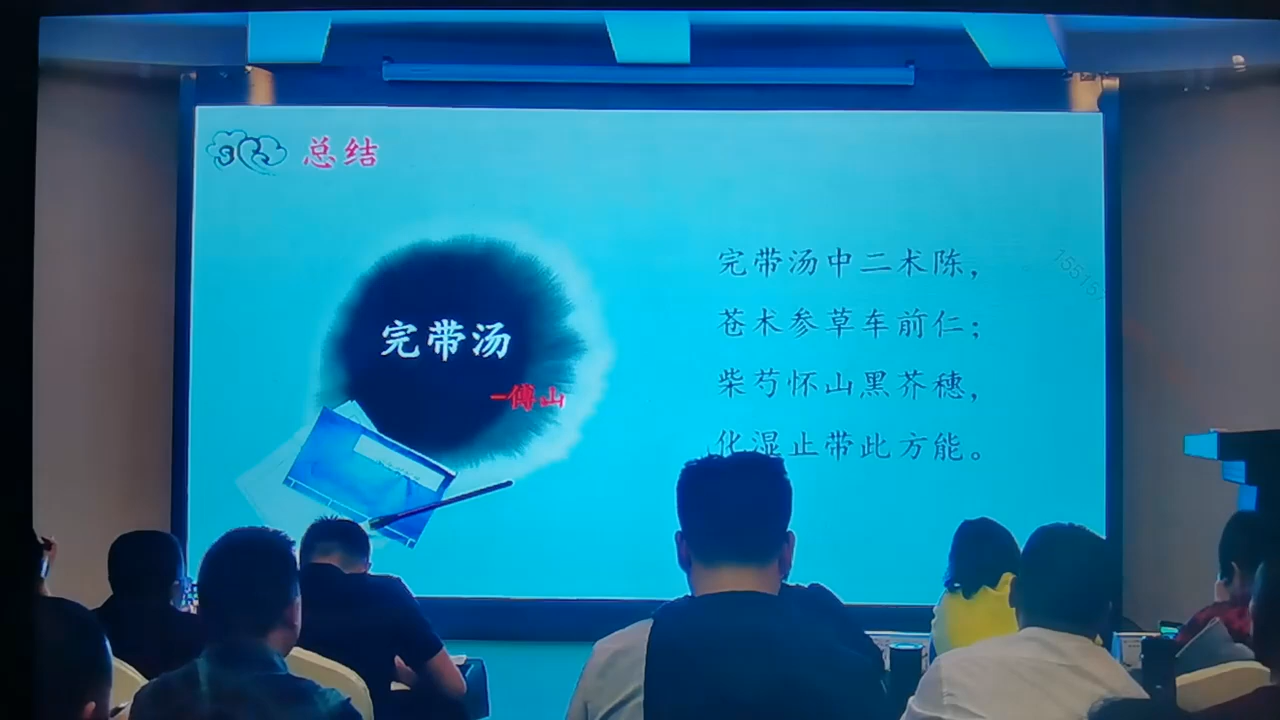 总结
完带汤
-傅山
完带汤中二术陈，
苍术参草车前仁；
柴芍怀山黑芥穗，
化湿止带此方能。